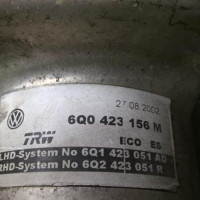 27.08.2002
6Q0 423 156 M
TRW ECO ES
LHD-System No 6Q1 423 051 AD
RHD-System No 6Q2 423 051 R